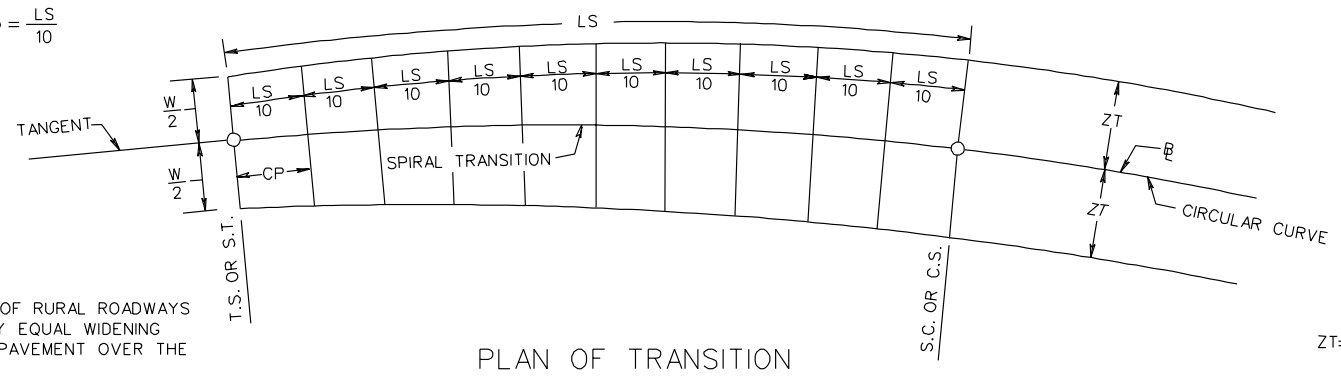 = LS
10
LS
LS
10
LS
10
LS
10
LS
10
LS
10
LS
10
LS
10
LS
10
LS
10
LS
10
W
2
W
2
TANGENT
CP
SPIRAL TRANSITION
ZT
ZT
CIRCULAR CURVE
T.S. OR S.T.
S.C. OR C.S.
OF RURAL ROADWAYS
EQUAL WIDENING
PAVEMENT OVER THE
PLAN OF TRANSITION
ZT=